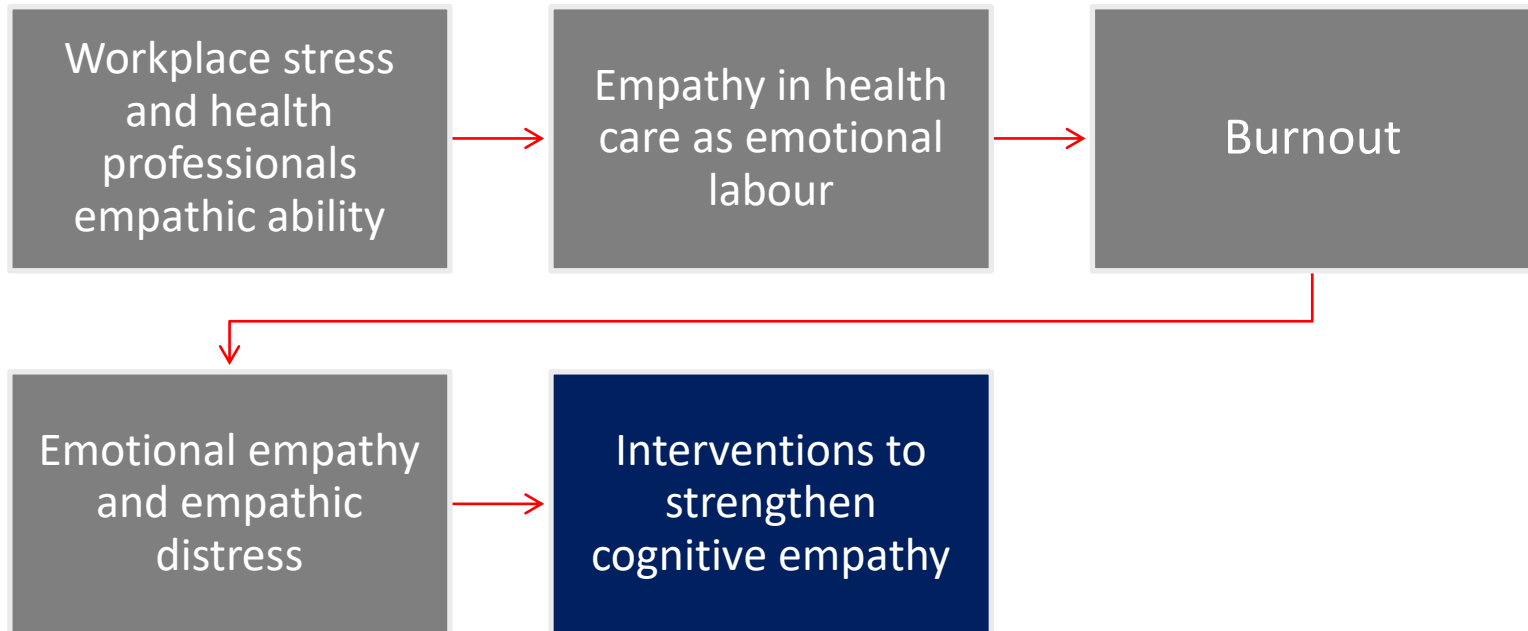 Workplace stress
and health
professionals
empathic ability
Empathy in health
care as emotional
labour
Burnout
Emotional empathy
and empathic
distress
Interventions to
strengthen
cognitive empathy